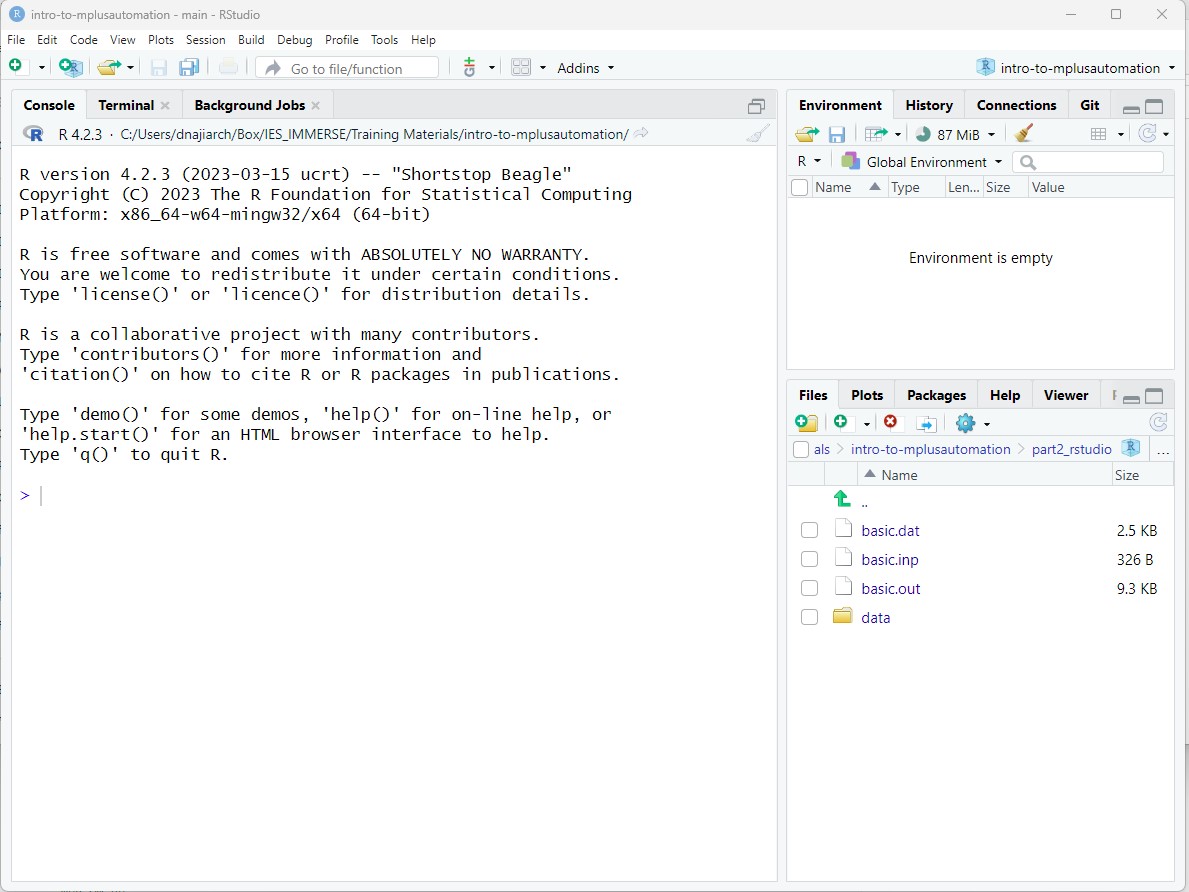 intro-to-mplusautomation - main - RStudio
File Edit Code View Plots Session Build Debug Profile Tools Help
Go to file/function Addins intro-to-mplusautomation
Console Terminal Background Jobs
R 4.2.3 · C:/Users/dnajiarch/Box/IES_IMMERSE/Training Materials/intro-to-mplusautomation/
R version 4.2.3 (2023-03-15 ucrt) -- "Shortstop Beagle"
Copyright (C) 2023 The R Foundation for Statistical Computing
Platform: x86_64-w64-mingw32/x64 (64-bit)
R is free software and comes with ABSOLUTELY NO WARRANTY.
You are welcome to redistribute it under certain conditions.
Type 'license()' or 'licence()' for distribution details.
R is a collaborative project with many contributors.
Type 'contributors()' for more information and
'citation()' on how to cite R or R packages in publications.
Type 'demo()' for some demos, 'help()' for on-line help, or
'help.start()' for an HTML browser interface to help.
Type 'q()' to quit R.
>
Environment History Connections Git
87 MiB
R Global Environment
Name Type Len... Size Value
Environment is empty
Files Plots Packages Help Viewer
als intro-to-mplusautomation part2_rstudio ...
Name Size
..
basic.dat 2.5 KB
basic.inp 326 B
basic.out 9.3 KB
data